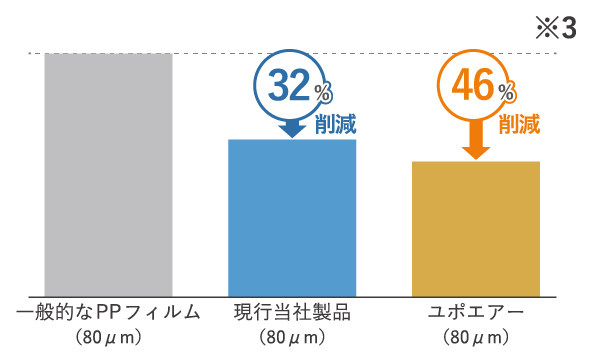 ※3
32%
削減
46%
削減
一般的なPPフィルム
（80μm）
現行当社製品
（80μm）
ユポエアー
（80μm）